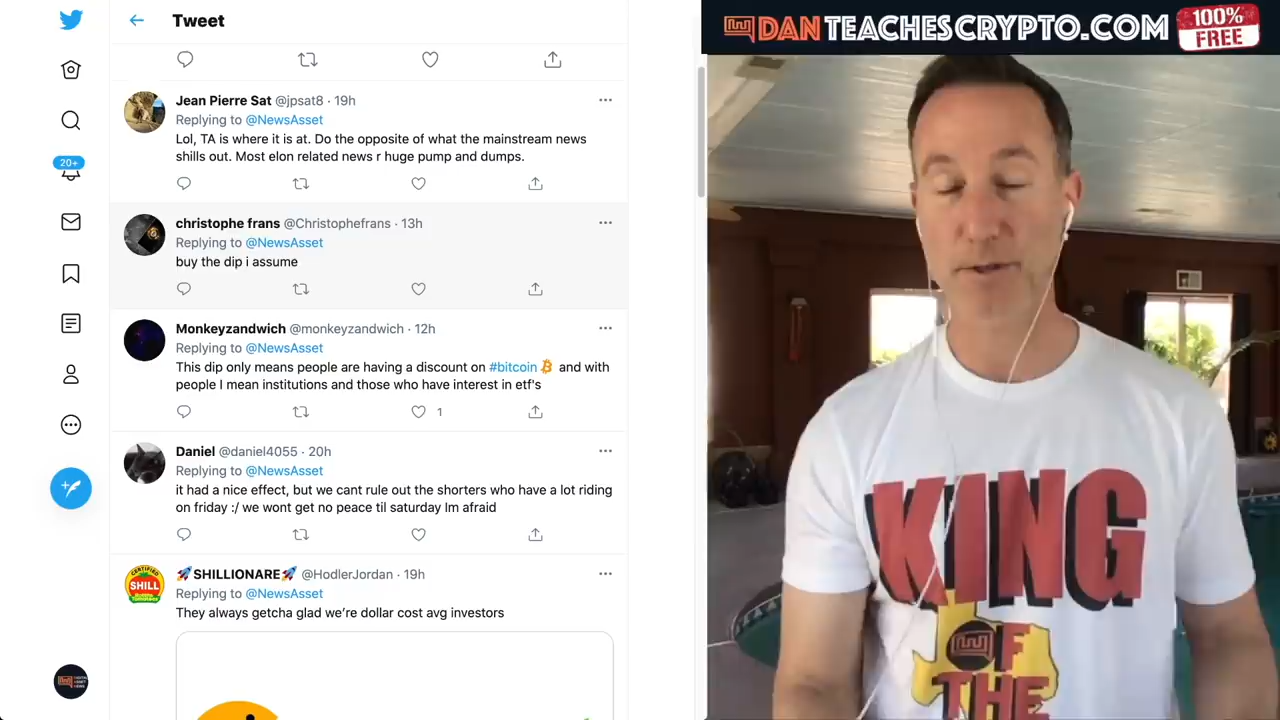 Tweet
DAN TEACHESCRYPTO.COM
100%
FREE
20+
Jean Pierre Sat @jpsat8 · 19h
Replying to @NewsAsset
Lol, TA is where it is at. Do the opposite of what the mainstream news
shills out. Most elon related news r huge pump and dumps.
christophe frans @Christophefrans · 13h
Replying to @NewsAsset
buy the dip i assume
Monkeyzandwich @monkeyzandwich · 12h
Replying to @NewsAsset
This dip only means people are having a discount on #bitcoin and with
people I mean institutions and those who have interest in etf's
1
Daniel @daniel4055 · 20h
Replying to @NewsAsset
it had a nice effect, but we cant rule out the shorters who have a lot riding
on friday :/ we wont get no peace til saturday Im afraid
🚀SHILLIONARE🚀 @HodlerJordan · 19h
Replying to @NewsAsset
They always getcha glad we're dollar cost avg investors
CERTIFIED
SHILL
KING
OF
THE